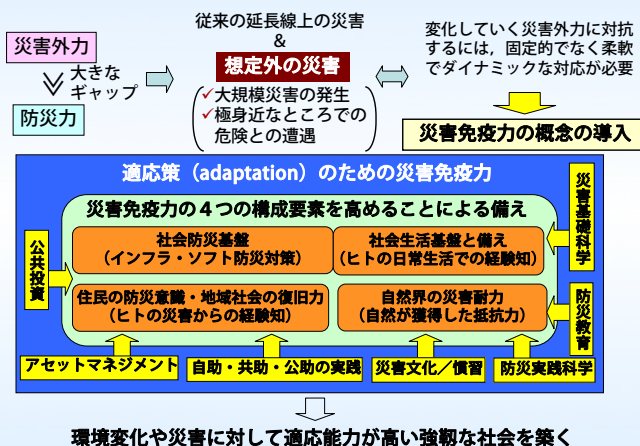 災害外力
大きな
ギャップ
防災力
従来の延長線上の災害
&
想定外の災害
✓大規模災害の発生
✓極身近なところでの
危険との遭遇
変化していく災害外力に対抗
するには,固定的でなく柔軟
でダイナミックな対応が必要
災害免疫力の概念の導入
適応策（adaptation）のための災害免疫力
災害免疫力の４つの構成要素を高めることによる備え
社会防災基盤
（インフラ・ソフト防災対策）
社会生活基盤と備え
（ヒトの日常生活での経験知）
住民の防災意識・地域社会の復旧力
（ヒトの災害からの経験知）
自然界の災害耐力
（自然が獲得した抵抗力）
公共投資
災害基礎科学
防災教育
アセットマネジメント
自助・共助・公助の実践
災害文化／慣習
防災実践科学
環境変化や災害に対して適応能力が高い強靱な社会を築く